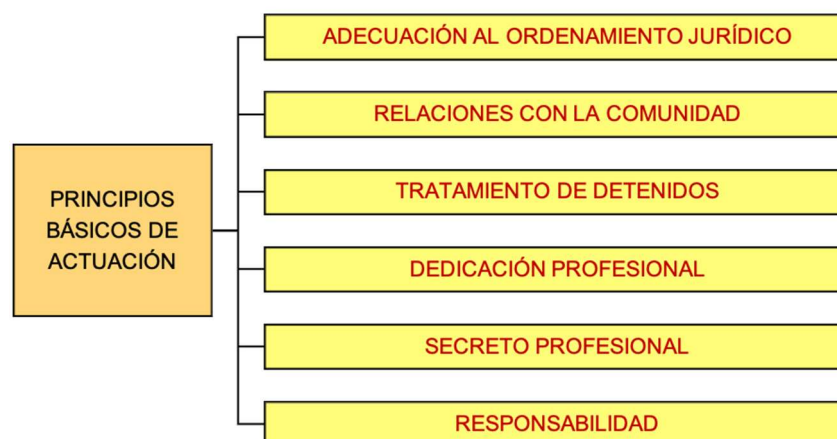 PRINCIPIOS
BÁSICOS DE
ACTUACIÓN
ADECUACIÓN AL ORDENAMIENTO JURÍDICO
RELACIONES CON LA COMUNIDAD
TRATAMIENTO DE DETENIDOS
DEDICACIÓN PROFESIONAL
SECRETO PROFESIONAL
RESPONSABILIDAD